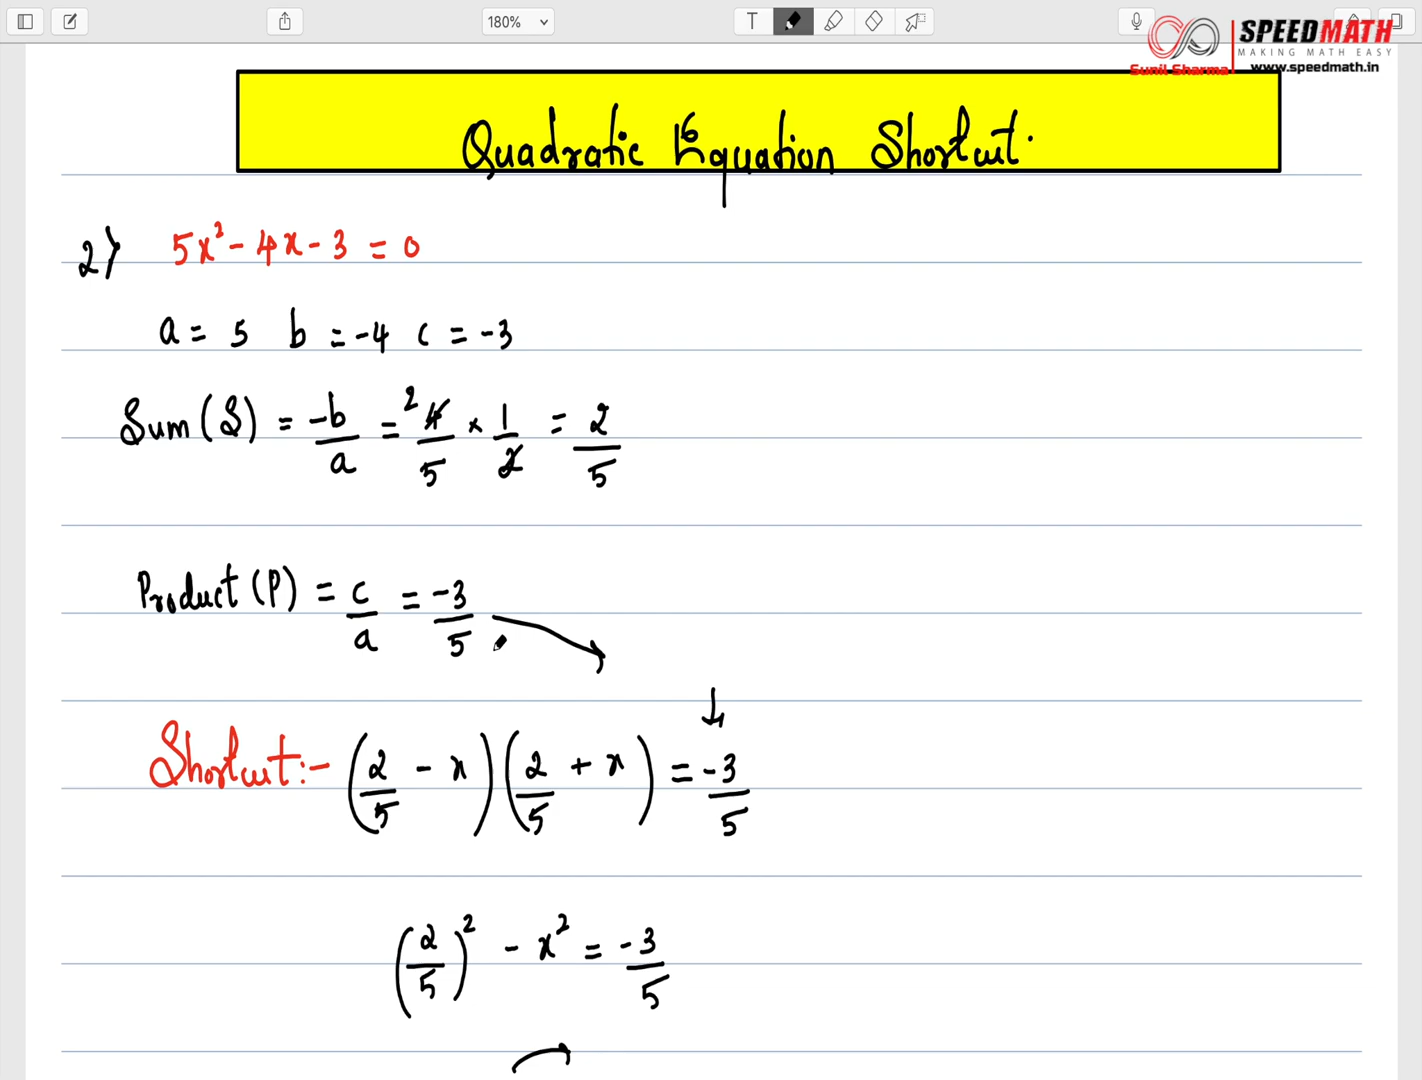 180%
T
SPEEDMATH
MAKING MATH EASY
Sunil Sharma
www.speedmath.in
Quadratic Equation Shortcut.
2) 5x² - 4x - 3 = 0
a = 5 b = -4 c = -3
Sum (S) = -b/a = ²4/5 × 1/2 = 2/5
Product (P) = c/a = -3/5
Shortcut:- (2/5 - x)(2/5 + x) = -3/5
(2/5)² - x² = -3/5